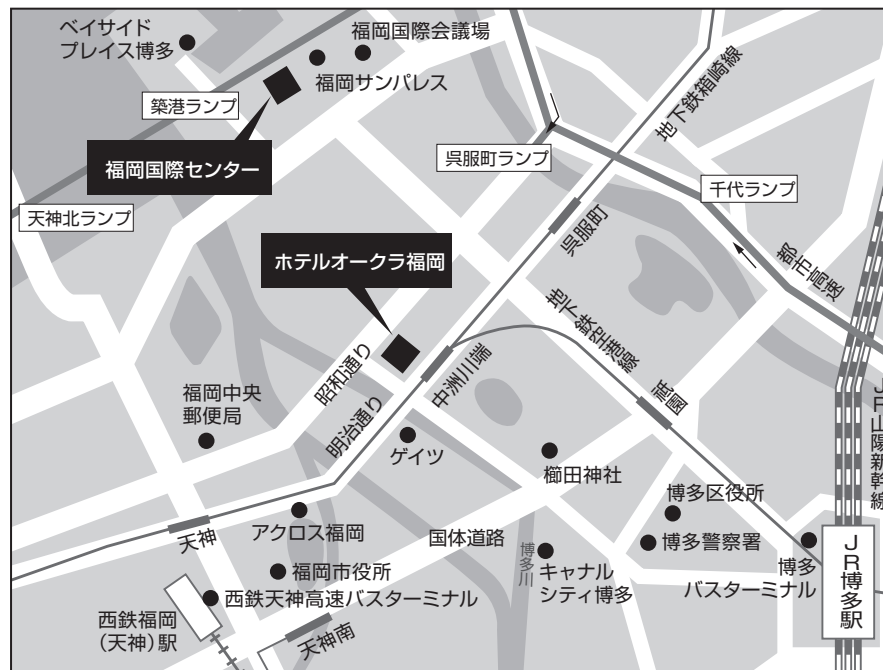 ベイサイド
プレイス博多
福岡国際会議場
福岡サンパレス
築港ランプ
福岡国際センター
天神北ランプ
呉服町ランプ
千代ランプ
地下鉄箱崎線
呉服町
都市高速
ホテルオークラ福岡
地下鉄空港線
昭和通り
明治通り
中洲川端
祇園
JR山陽新幹線
福岡中央
郵便局
ゲイツ
櫛田神社
博多区役所
天神
アクロス福岡
国体道路
博多川
キャナル
シティ博多
博多警察署
博多
バスターミナル
JR博多駅
福岡市役所
西鉄天神高速バスターミナル
西鉄福岡
(天神)駅
天神南